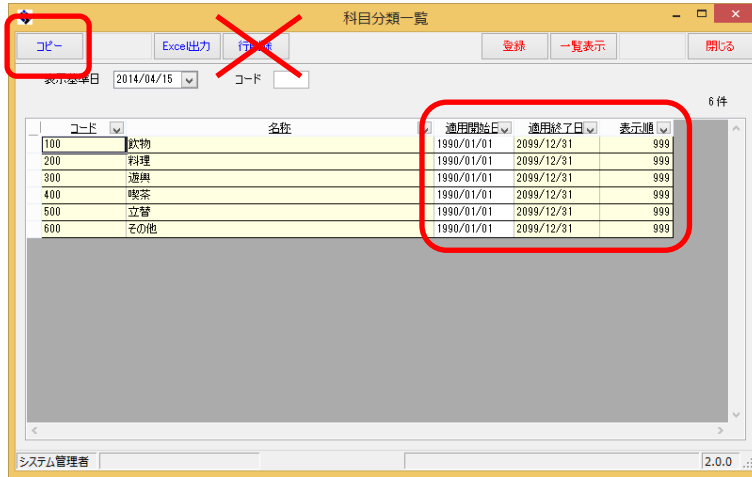 科目分類一覧
コピー Excel出力 行削除 登録 一覧表示 閉じる
表示基準日 2014/04/15 コード
6 件
コード 名称 適用開始日 適用終了日 表示順
100 飲物 1990/01/01 2099/12/31 999
200 料理 1990/01/01 2099/12/31 999
300 遊興 1990/01/01 2099/12/31 999
400 喫茶 1990/01/01 2099/12/31 999
500 立替 1990/01/01 2099/12/31 999
600 その他 1990/01/01 2099/12/31 999
システム管理者 2.0.0